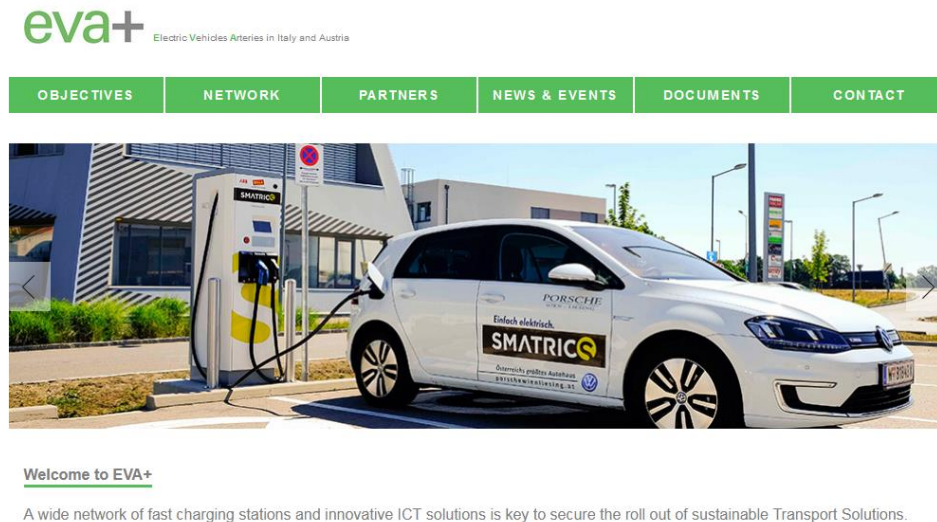 eva+
Electric Vehicles Arteries in Italy and Austria
OBJECTIVES
NETWORK
PARTNERS
NEWS & EVENTS
DOCUMENTS
CONTACT
SMATRICS
PORSCHE
Einfach elektrisch.
SMATRICS
Österreichs größtes Autohaus
porschewienliesing.at
Welcome to EVA+
A wide network of fast charging stations and innovative ICT solutions is key to secure the roll out of sustainable Transport Solutions.